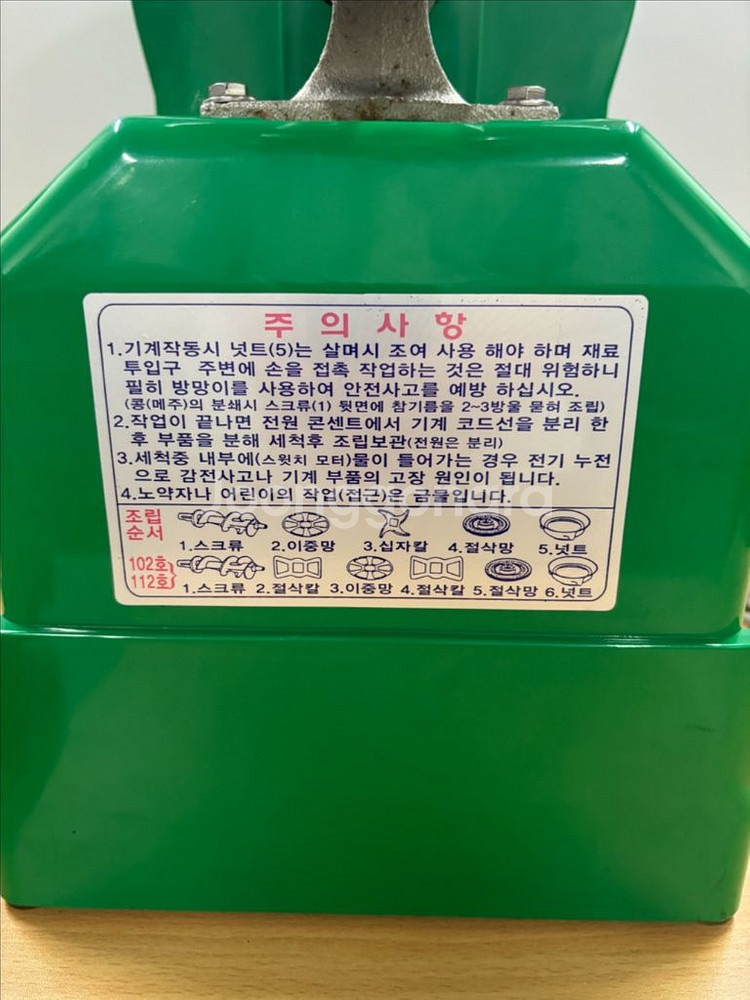 주 의 사 항
1.기계작동시 넛트(5)는 살며시 조여 사용 해야 하며 재료
투입구 주변에 손을 접촉 작업하는 것은 절대 위험하니
필히 방망이를 사용하여 안전사고를 예방 하십시오.
(콩(메주)의 분쇄시 스크류(1) 뒷면에 참기름을 2~3방울 묻혀 조립)
2.작업이 끝나면 전원 콘센트에서 기계 코드선을 분리 한
후 부품을 분해 세척후 조립보관(전원은 분리)
3.세척중 내부에(스윗치 모터)물이 들어가는 경우 전기 누전
으로 감전사고나 기계 부품의 고장 원인이 됩니다.
4.노약자나 어린이의 작업(접근)은 금물입니다.
조립
순서
1.스크류 2.이중망 3.십자칼 4.절삭망 5.넛트
102호
112호
1.스크류 2.절삭칼 3.이중망 4.절삭칼 5.절삭망 6.넛트